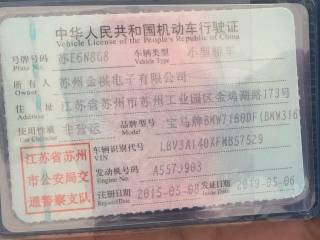 中华人民共和国机动车行驶证
Vehicle License of the People's Republic of China
号牌号码 苏E6N8G8 车辆类型 小型轿车
Plate No. Vehicle Type
所有人 苏州金祺电子有限公司
Owner
住址 江苏省苏州市苏州工业园区金鸡湖路173号
Address
使用性质 非营运 品牌型号 宝马牌BMW7160DF(BMW316
江苏省苏州市公安局交通警察支队
车辆识别代号 LBV3A140XFMB57529
VIN
发动机号码 A557J903
Engine No.
注册日期 2015-05-0 发证日期 2019-05-06
Register Date Issue Date